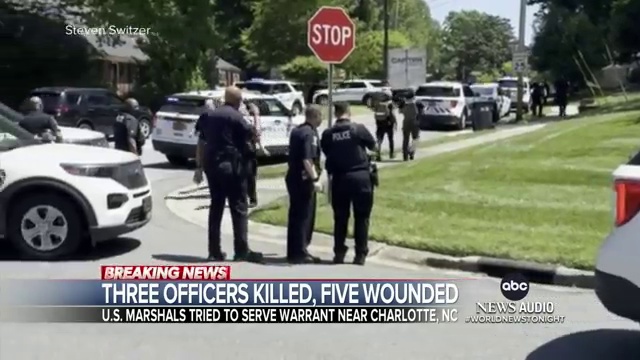 Steven Switzer
STOP
POLICE
BREAKING NEWS
THREE OFFICERS KILLED, FIVE WOUNDED
U.S. MARSHALS TRIED TO SERVE WARRANT NEAR CHARLOTTE, NC
abc
NEWS AUDIO
#WORLDNEWSTONIGHT